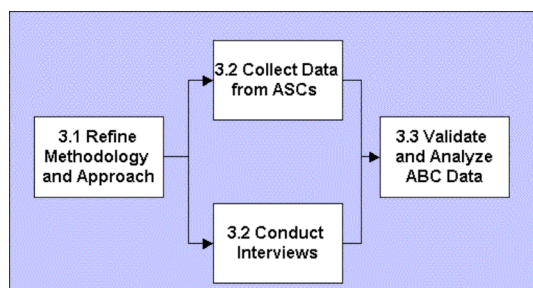 3.1 Refine
Methodology
and Approach
3.2 Collect Data
from ASCs
3.2 Conduct
Interviews
3.3 Validate
and Analyze
ABC Data